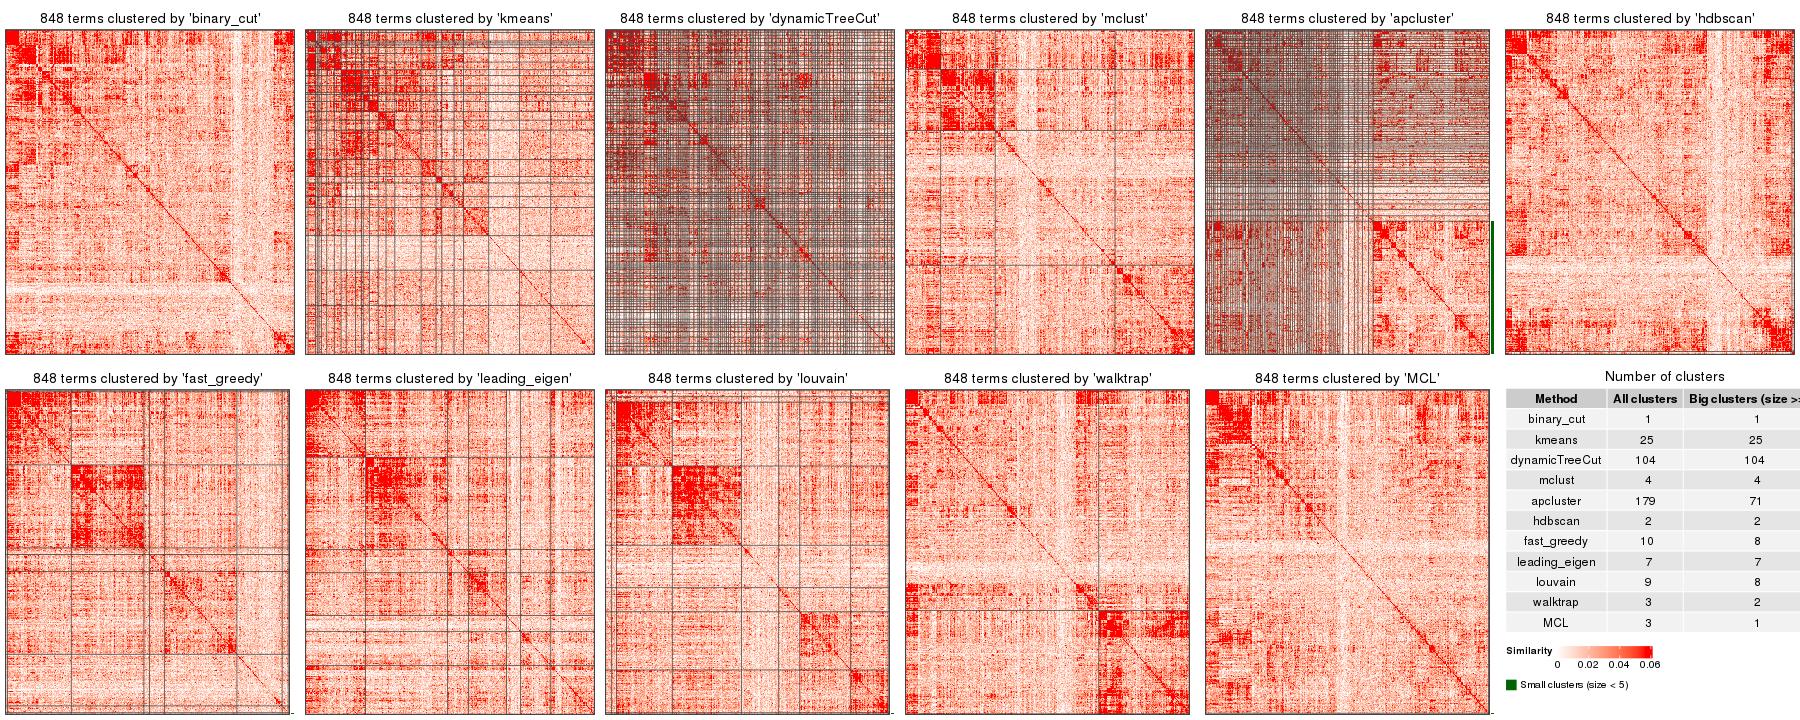 848 terms clustered by 'binary_cut'
848 terms clustered by 'kmeans'
848 terms clustered by 'dynamicTreeCut'
848 terms clustered by 'mclust'
848 terms clustered by 'apcluster'
848 terms clustered by 'hdbscan'
848 terms clustered by 'fast_greedy'
848 terms clustered by 'leading_eigen'
848 terms clustered by 'louvain'
848 terms clustered by 'walktrap'
848 terms clustered by 'MCL'
Number of clusters
Method All clusters Big clusters (size >
binary_cut 1 1
kmeans 25 25
dynamicTreeCut 104 104
mclust 4 4
apcluster 179 71
hdbscan 2 2
fast_greedy 10 8
leading_eigen 7 7
louvain 9 8
walktrap 3 2
MCL 3 1
Similarity
0 0.02 0.04 0.06
Small clusters (size < 5)